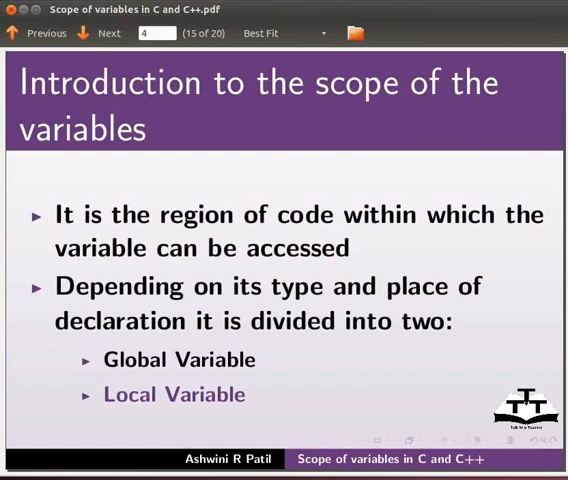 Scope of variables in C and C++.pdf
Previous Next 4 (15 of 20) Best Fit
Introduction to the scope of the
variables
It is the region of code within which the
variable can be accessed
Depending on its type and place of
declaration it is divided into two:
Global Variable
Local Variable
Ashwini R Patil Scope of variables in C and C++